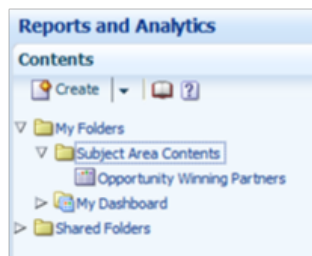 Reports and Analytics
Contents
Create
My Folders
Subject Area Contents
Opportunity Winning Partners
My Dashboard
Shared Folders